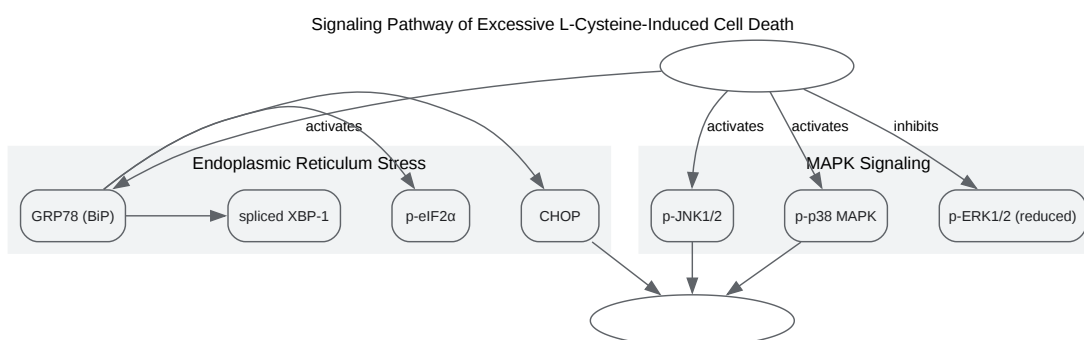 Signaling Pathway of Excessive L-Cysteine-Induced Cell Death
activates
activates
activates
inhibits
Endoplasmic Reticulum Stress
MAPK Signaling
GRP78 (BiP)
spliced XBP-1
p-eIF2α
CHOP
p-JNK1/2
p-p38 MAPK
p-ERK1/2 (reduced)